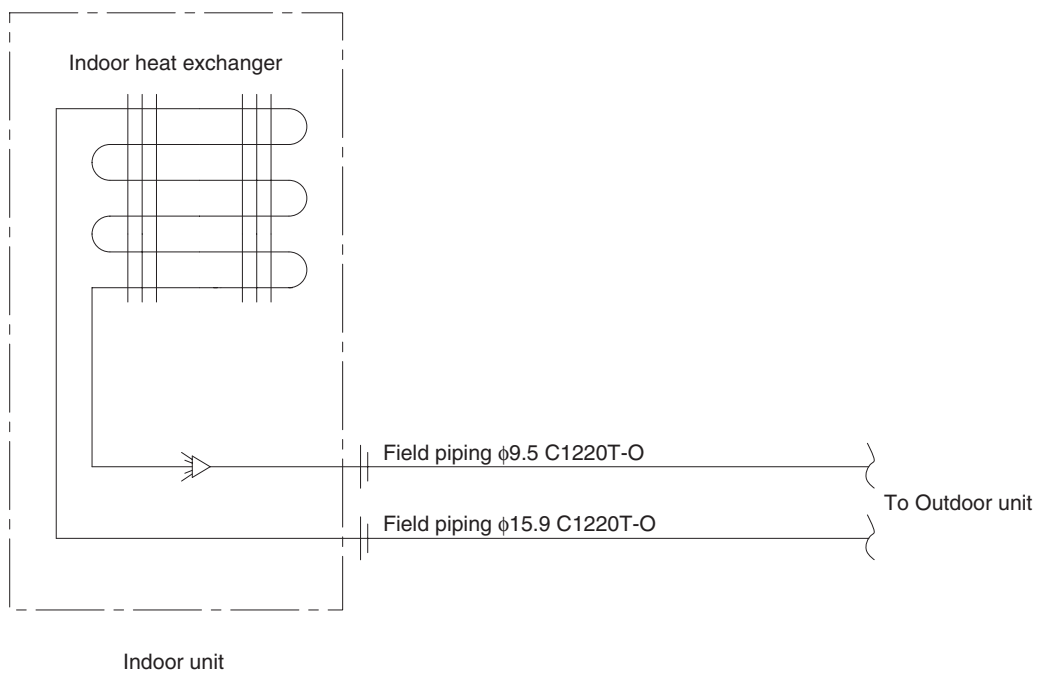 Indoor heat exchanger
Field piping ϕ9.5 C1220T-O
To Outdoor unit
Field piping ϕ15.9 C1220T-O
Indoor unit